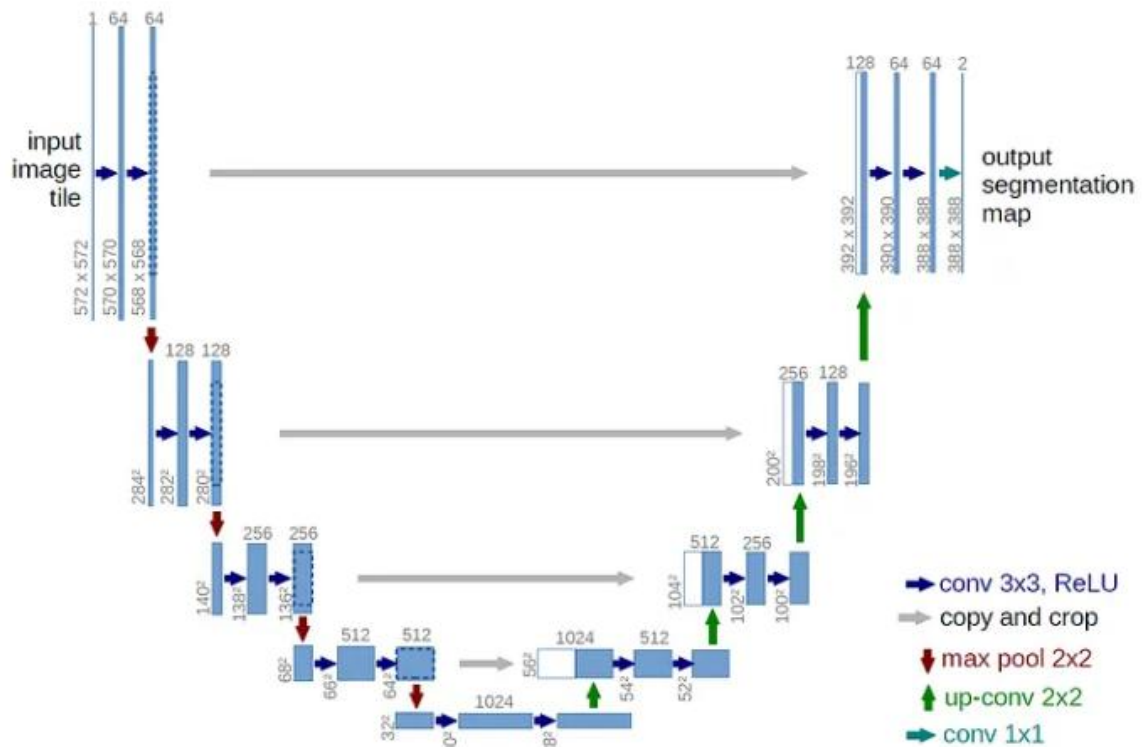 1 64 64
128 64 64 2
input
image
tile
output
segmentation
map
572 x 572
570 x 570
568 x 568
392 x 392
390 x 390
388 x 388
388 x 388
128 128
256 128
284²
282²
280²
200²
198²
196²
256 256
512 256
140²
138²
136²
104²
102²
100²
512 512
1024 512
68²
66²
64²
56²
54²
52²
1024
32²
0²
8²
conv 3x3, ReLU
copy and crop
max pool 2x2
up-conv 2x2
conv 1x1